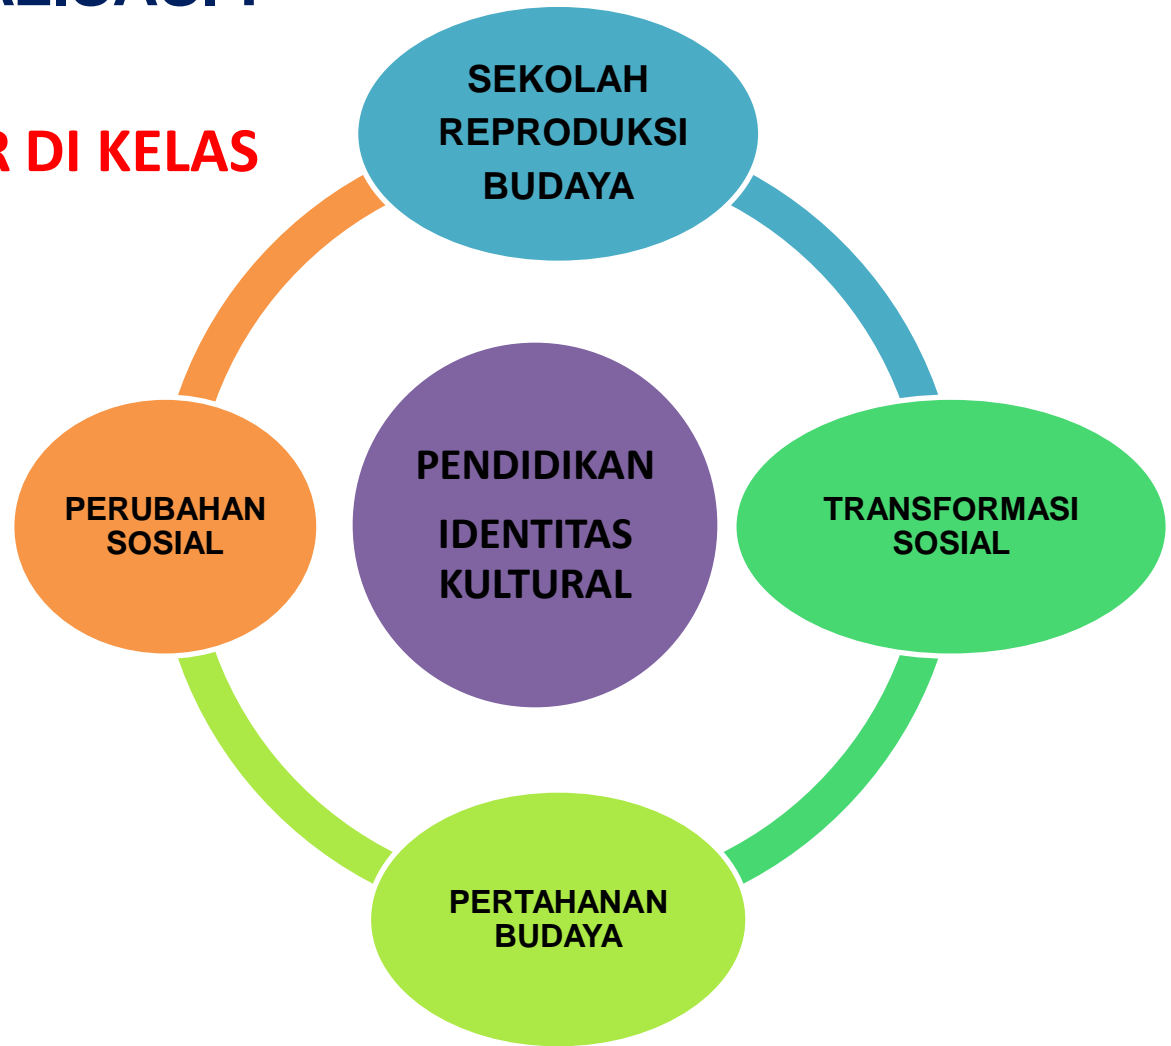 R DI KELAS
SEKOLAH
REPRODUKSI
BUDAYA
PENDIDIKAN
IDENTITAS
KULTURAL
PERUBAHAN
SOSIAL
TRANSFORMASI
SOSIAL
PERTAHANAN
BUDAYA